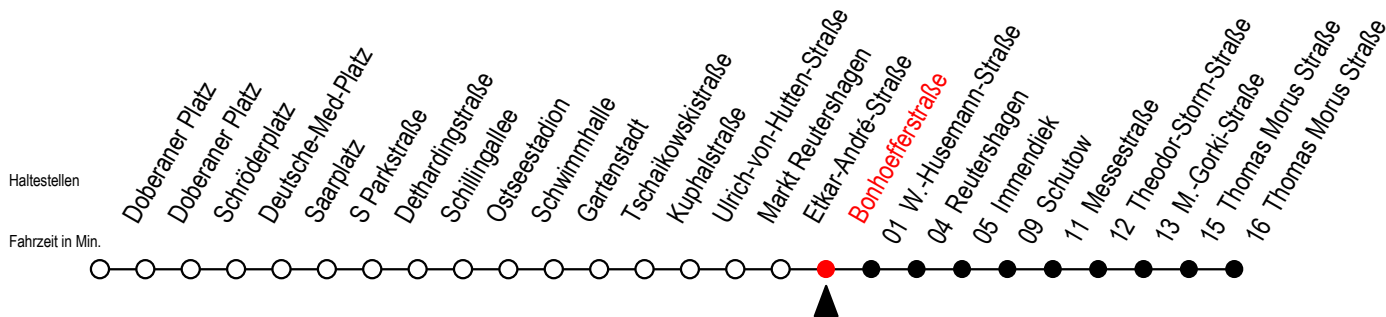 Haltestellen
Fahrzeit in Min.
Doberaner Platz
Doberaner Platz
Schröderplatz
Deutsche-Med-Platz
Saarplatz
S Parkstraße
Dethardingstraße
Schillingallee
Ostseestadion
Schwimmhalle
Gartenstadt
Tschaikowskistraße
Kuphalstraße
Ulrich-von-Hutten-Straße
Markt Reutershagen
Etkar-André-Straße
Bonhoefferstraße
01 W.-Husemann-Straße
04 Reutershagen
05 Immendiek
09 Schutow
11 Messestraße
12 Theodor-Storm-Straße
13 M.-Gorki-Straße
15 Thomas Morus Straße
16 Thomas Morus Straße